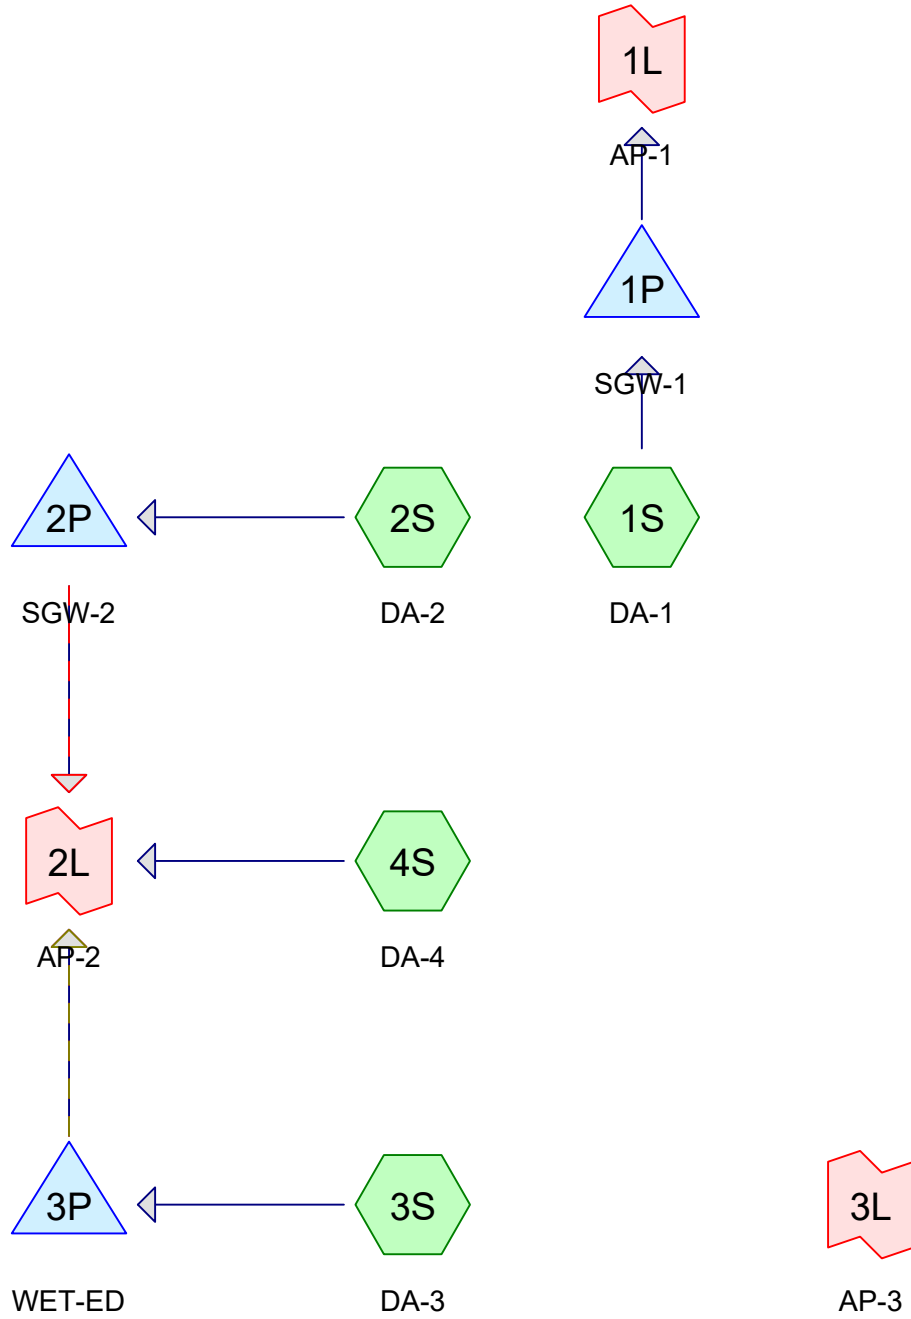 1L
AP-1
1P
SGW-1
2P
2S
1S
SGW-2
DA-2
DA-1
2L
4S
AP-2
DA-4
3P
3S
3L
WET-ED
DA-3
AP-3